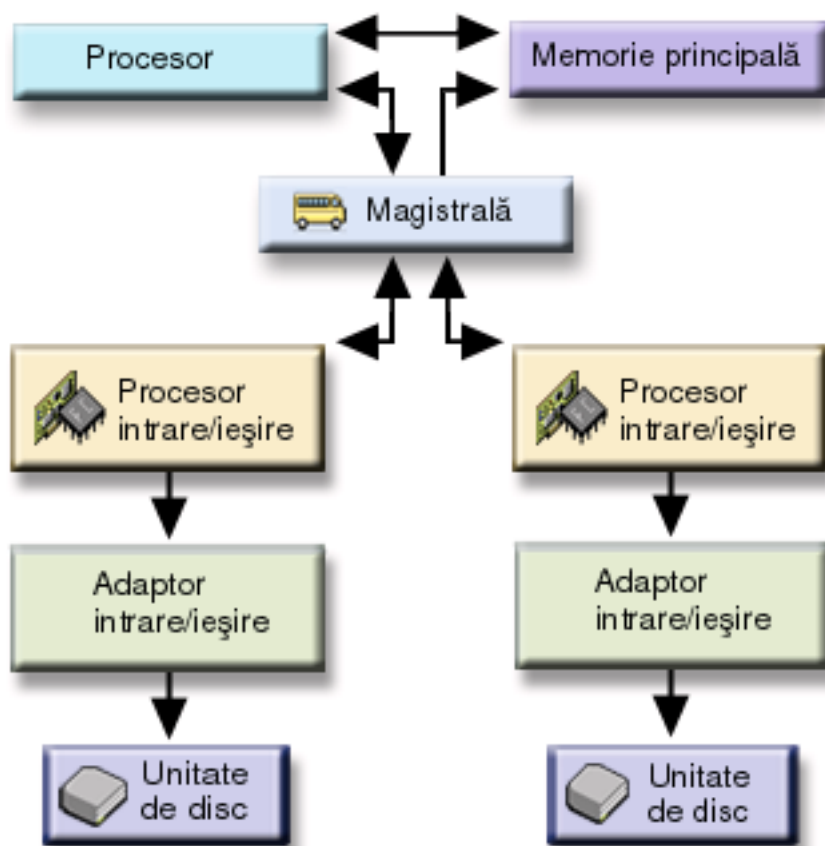 Procesor
Memorie principală
Magistrală
Procesor
intrare/ieşire
Procesor
intrare/ieşire
Adaptor
intrare/ieşire
Adaptor
intrare/ieşire
Unitate
de disc
Unitate
de disc